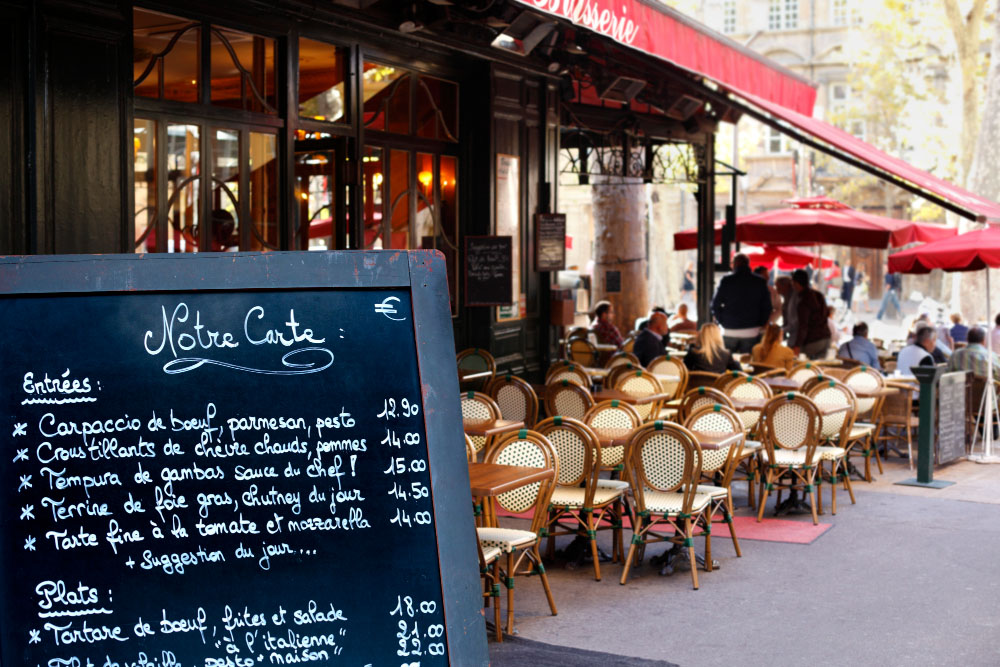 Brasserie
Notre Carte : €
Entrées :
* Carpaccio de boeuf, parmesan, pesto 12.90
* Croustillants de chèvre chauds, pommes 14.00
* Tempura de gambas sauce du chef ! 15.00
* Terrine de foie gras, chutney du jour 14.50
* Tarte fine à la tomate et mozzarella 14.00
+ Suggestion du jour ...
Plats :
* Tartare de boeuf, frites et salade 18.00
"à l'italienne" 21.00
pesto "maison" 22.00